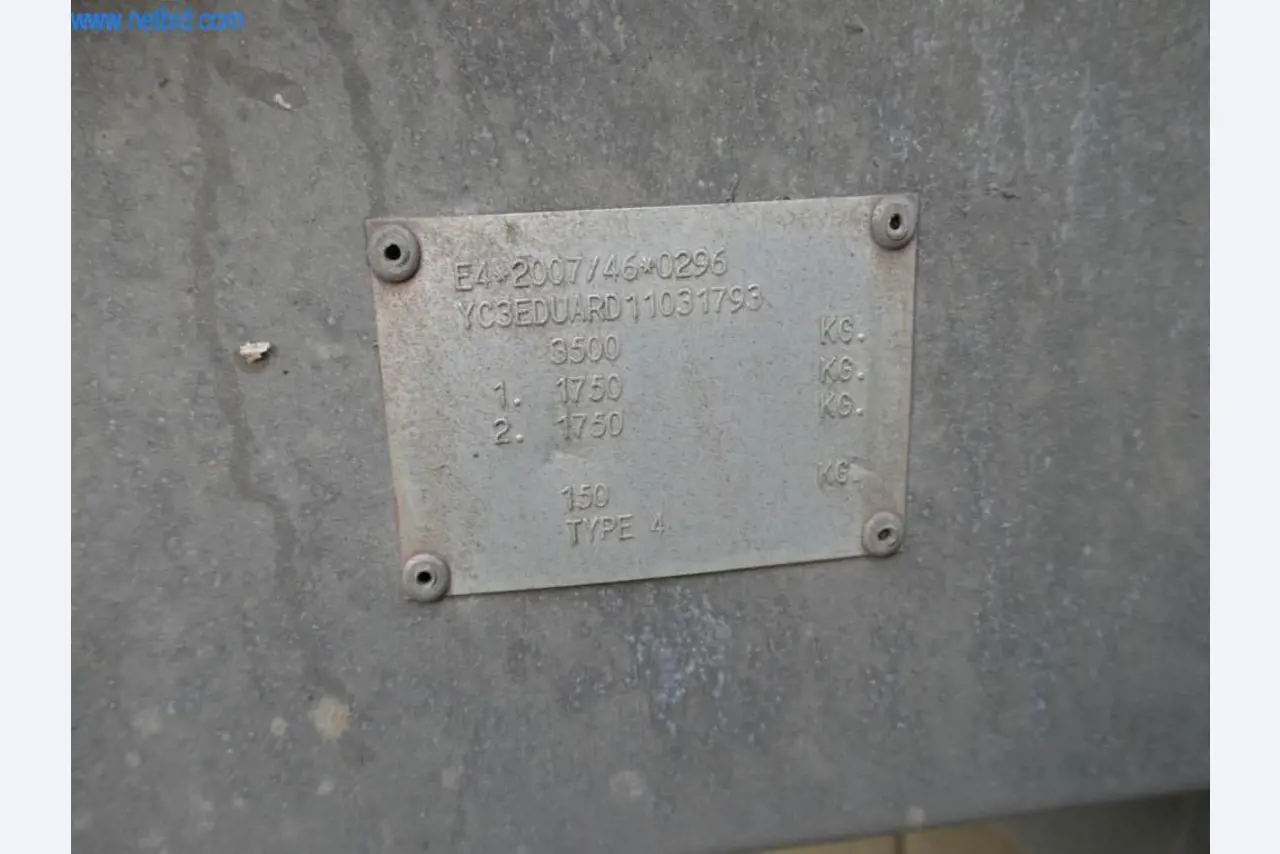 www.netbid.com
E4*2007/46*0296
YC3EDUARD11031793
3500 KG.
1. 1750 KG.
2. 1750 KG.
150 KG.
TYPE 4